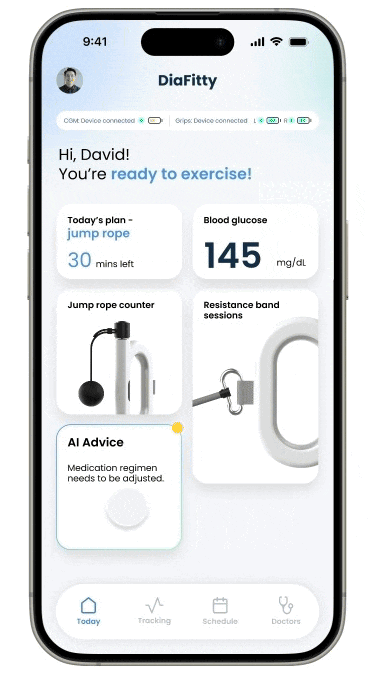 9:41
DiaFitty
CGM: Device connected
Grips: Device connected L R
Hi, David!
You're ready to exercise!
Today's plan -
jump rope
30 mins left
Blood glucose
145 mg/dL
Jump rope counter
Resistance band
sessions
AI Advice
Medication regimen
needs to be adjusted.
Today
Tracking
Schedule
Doctors